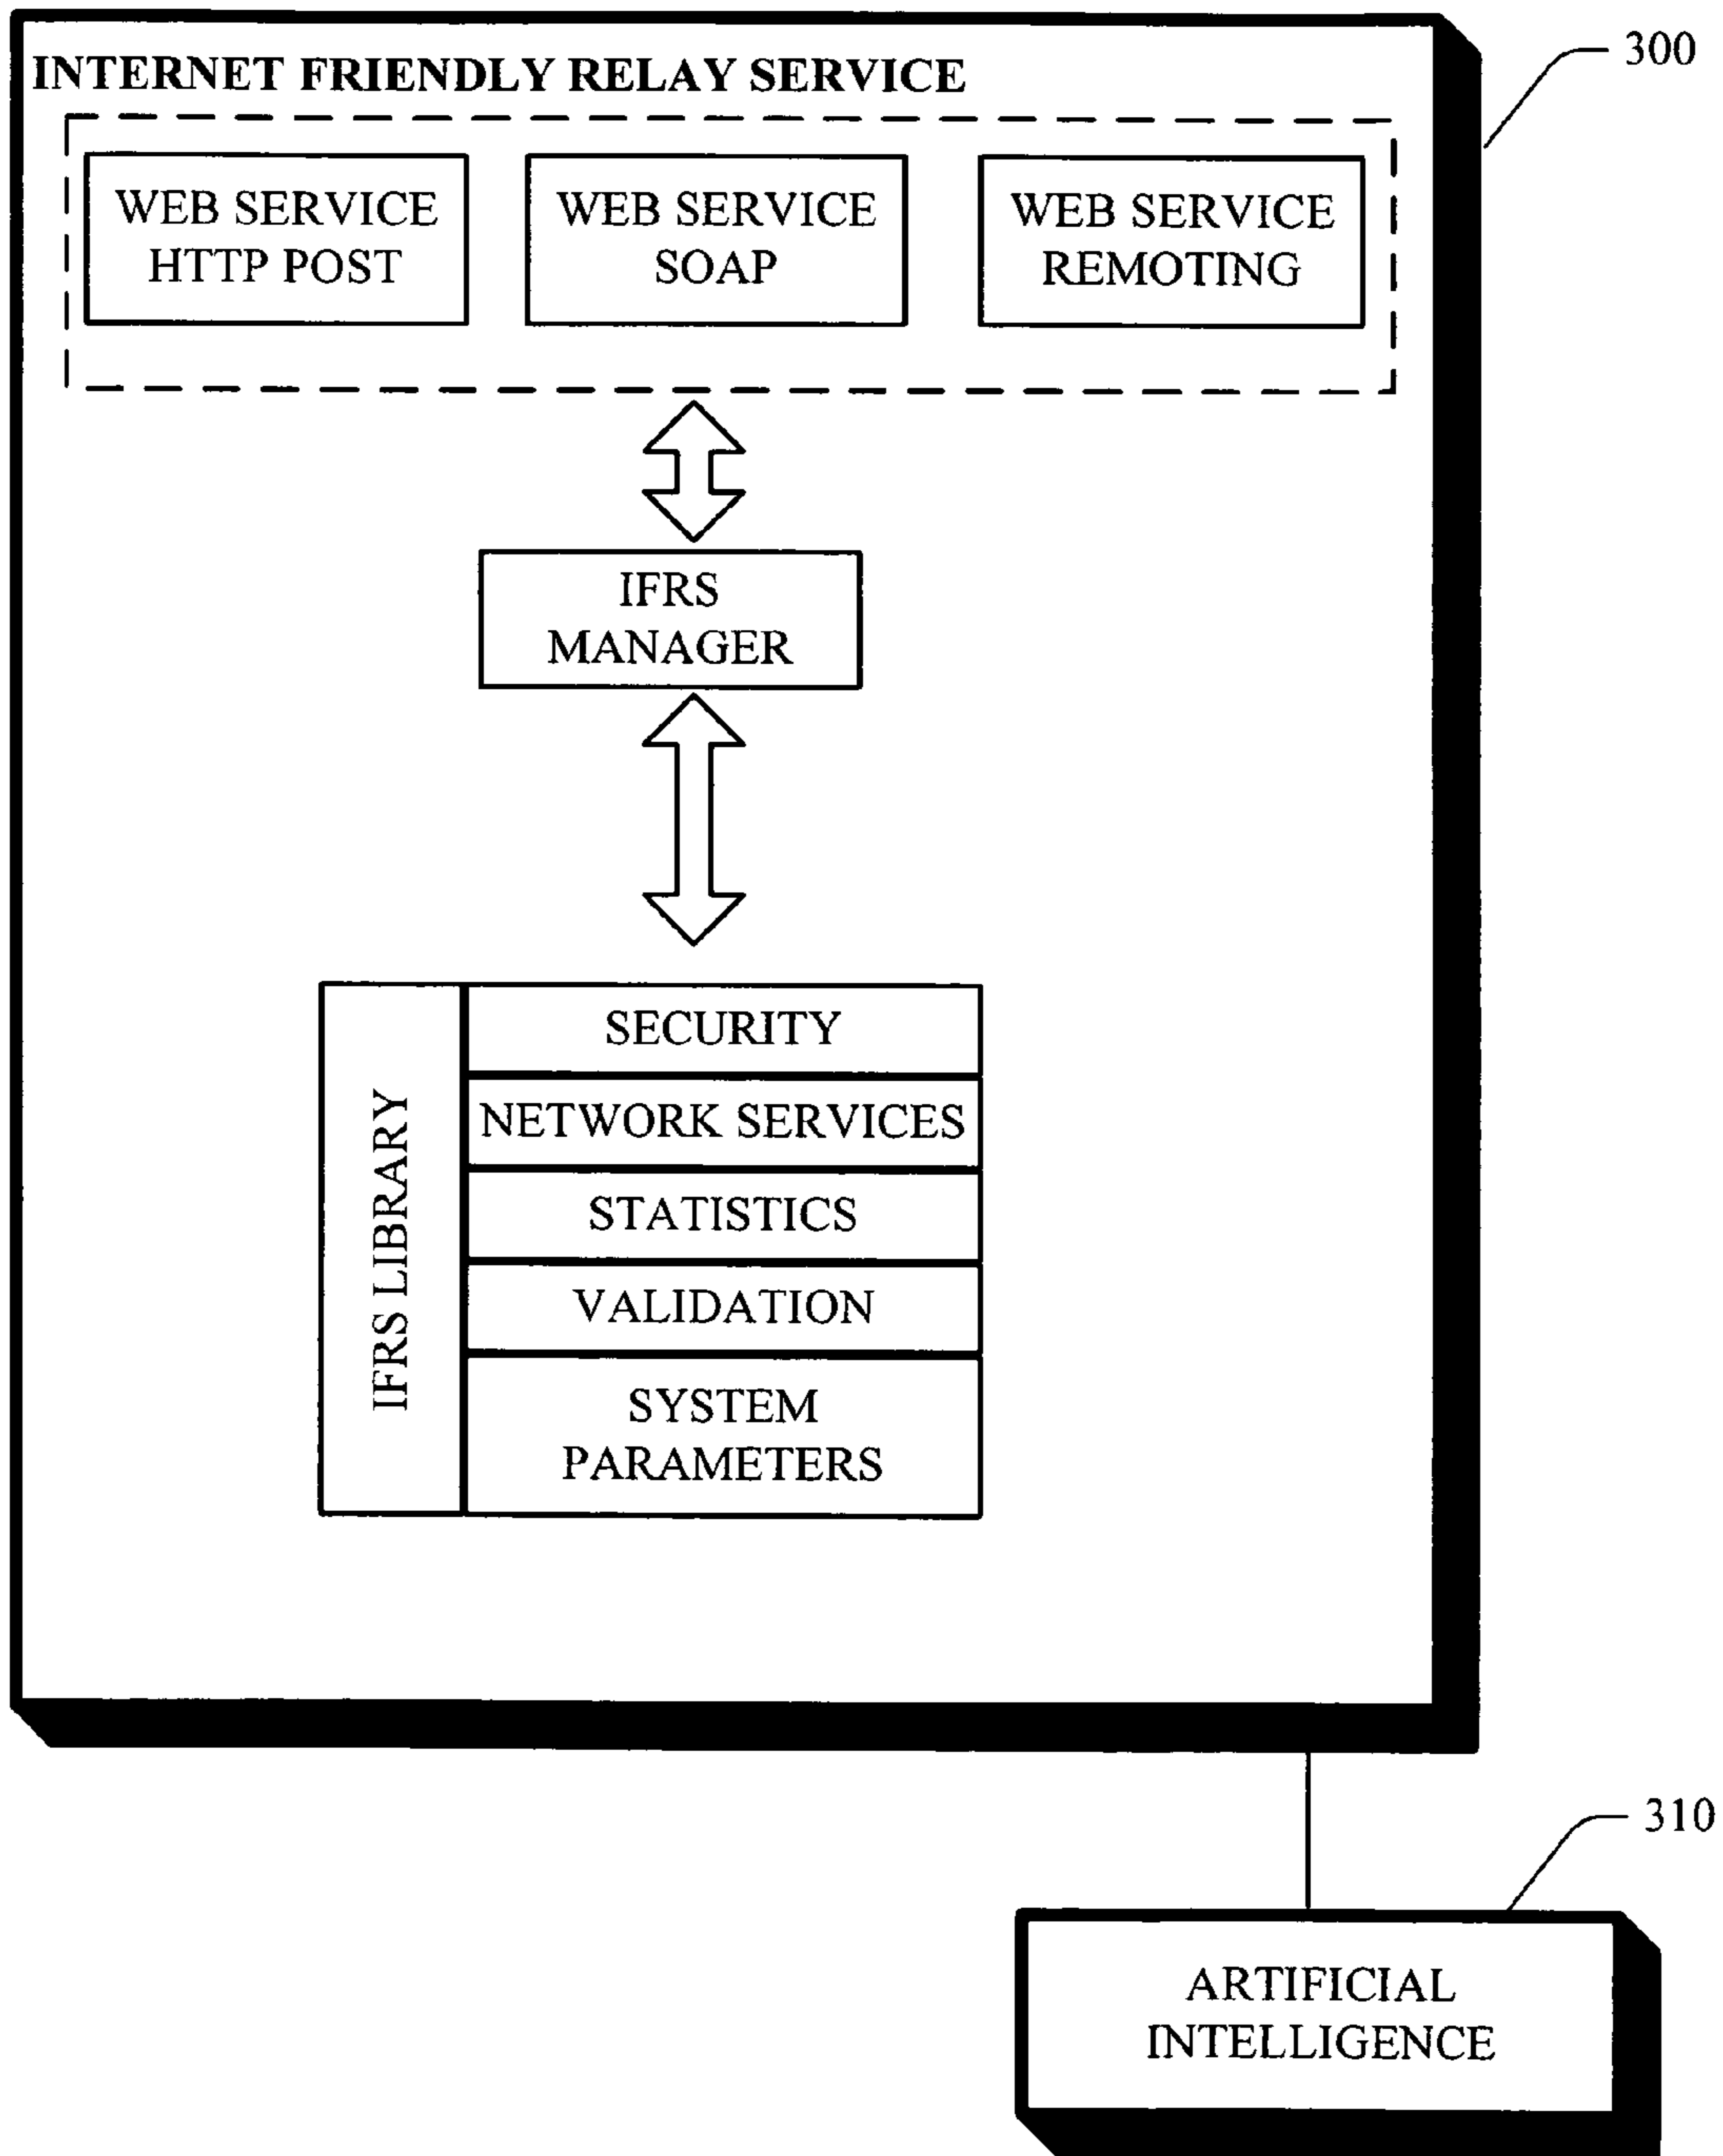 300
INTERNET FRIENDLY RELAY SERVICE
WEB SERVICE
HTTP POST
WEB SERVICE
SOAP
WEB SERVICE
REMOTING
IFRS
MANAGER
IFRS LIBRARY
SECURITY
NETWORK SERVICES
STATISTICS
VALIDATION
SYSTEM
PARAMETERS
310
ARTIFICIAL
INTELLIGENCE